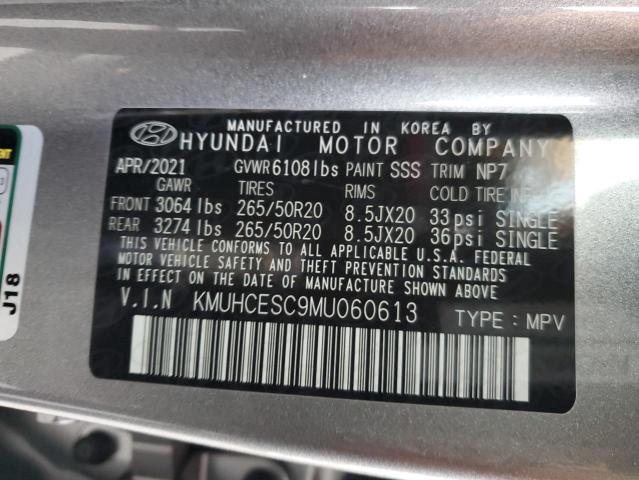 MANUFACTURED IN KOREA BY
HYUNDAI MOTOR COMPANY
APR/2021 GVWR 6108lbs PAINT SSS TRIM NP7
GAWR TIRES RIMS COLD TIRE
FRONT 3064 lbs 265/50R20 8.5JX20 33psi SINGLE
REAR 3274 lbs 265/50R20 8.5JX20 36psi SINGLE
THIS VEHICLE CONFORMS TO ALL APPLICABLE U.S.A. FEDERAL
MOTOR VEHICLE SAFETY AND THEFT PREVENTION STANDARDS
IN EFFECT ON THE DATE OF MANUFACTURE SHOWN ABOVE
V.I.N KMUHCESC9MU060613 TYPE : MPV
J18